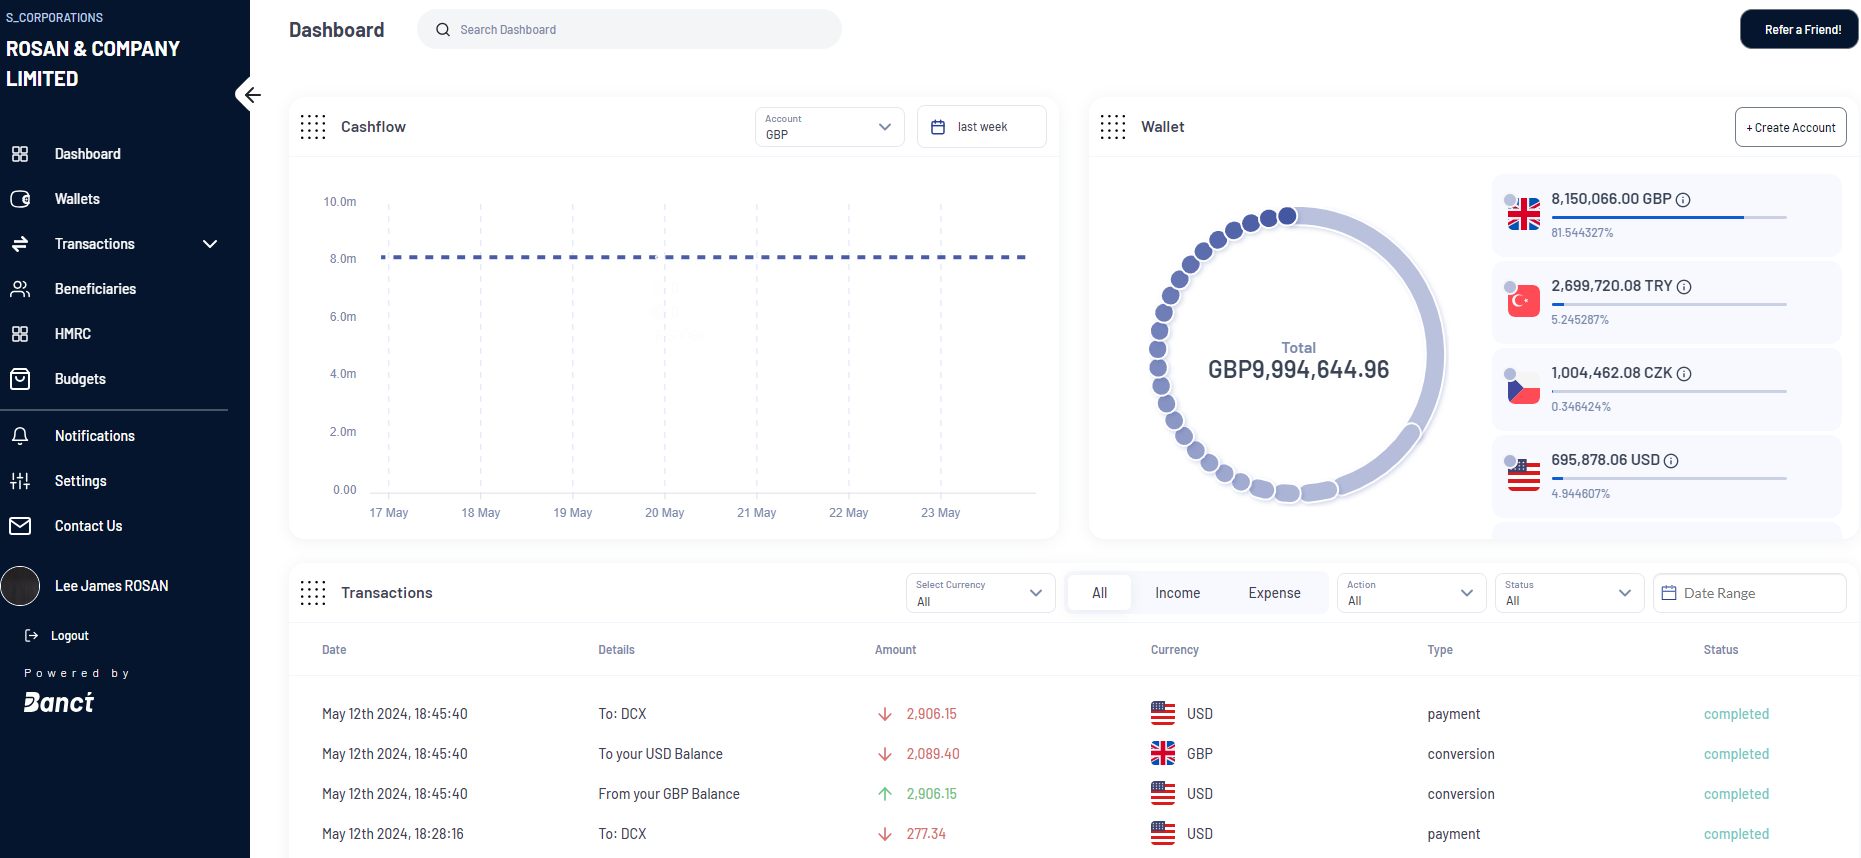 S_CORPORATIONS
ROSAN & COMPANY
LIMITED
Dashboard
Wallets
Transactions
Beneficiaries
HMRC
Budgets
Notifications
Settings
Contact Us
Lee James ROSAN
Logout
Powered by
Banct
Dashboard
Search Dashboard
Refer a Friend!
Cashflow
Account
GBP
last week
10.0m
8.0m
6.0m
4.0m
2.0m
0.00
17 May 18 May 19 May 20 May 21 May 22 May 23 May
Wallet
+ Create Account
Total
GBP9,994,644.96
8,150,066.00 GBP
81.544327%
2,699,720.08 TRY
5.245287%
1,004,462.08 CZK
0.346424%
695,878.06 USD
4.944607%
Transactions
Select Currency
All
All Income Expense
Action
All
Status
All
Date Range
Date Details Amount Currency Type Status
May 12th 2024, 18:45:40 To: DCX 2,906.15 USD payment completed
May 12th 2024, 18:45:40 To your USD Balance 2,089.40 GBP conversion completed
May 12th 2024, 18:45:40 From your GBP Balance 2,906.15 USD conversion completed
May 12th 2024, 18:28:16 To: DCX 277.34 USD payment completed